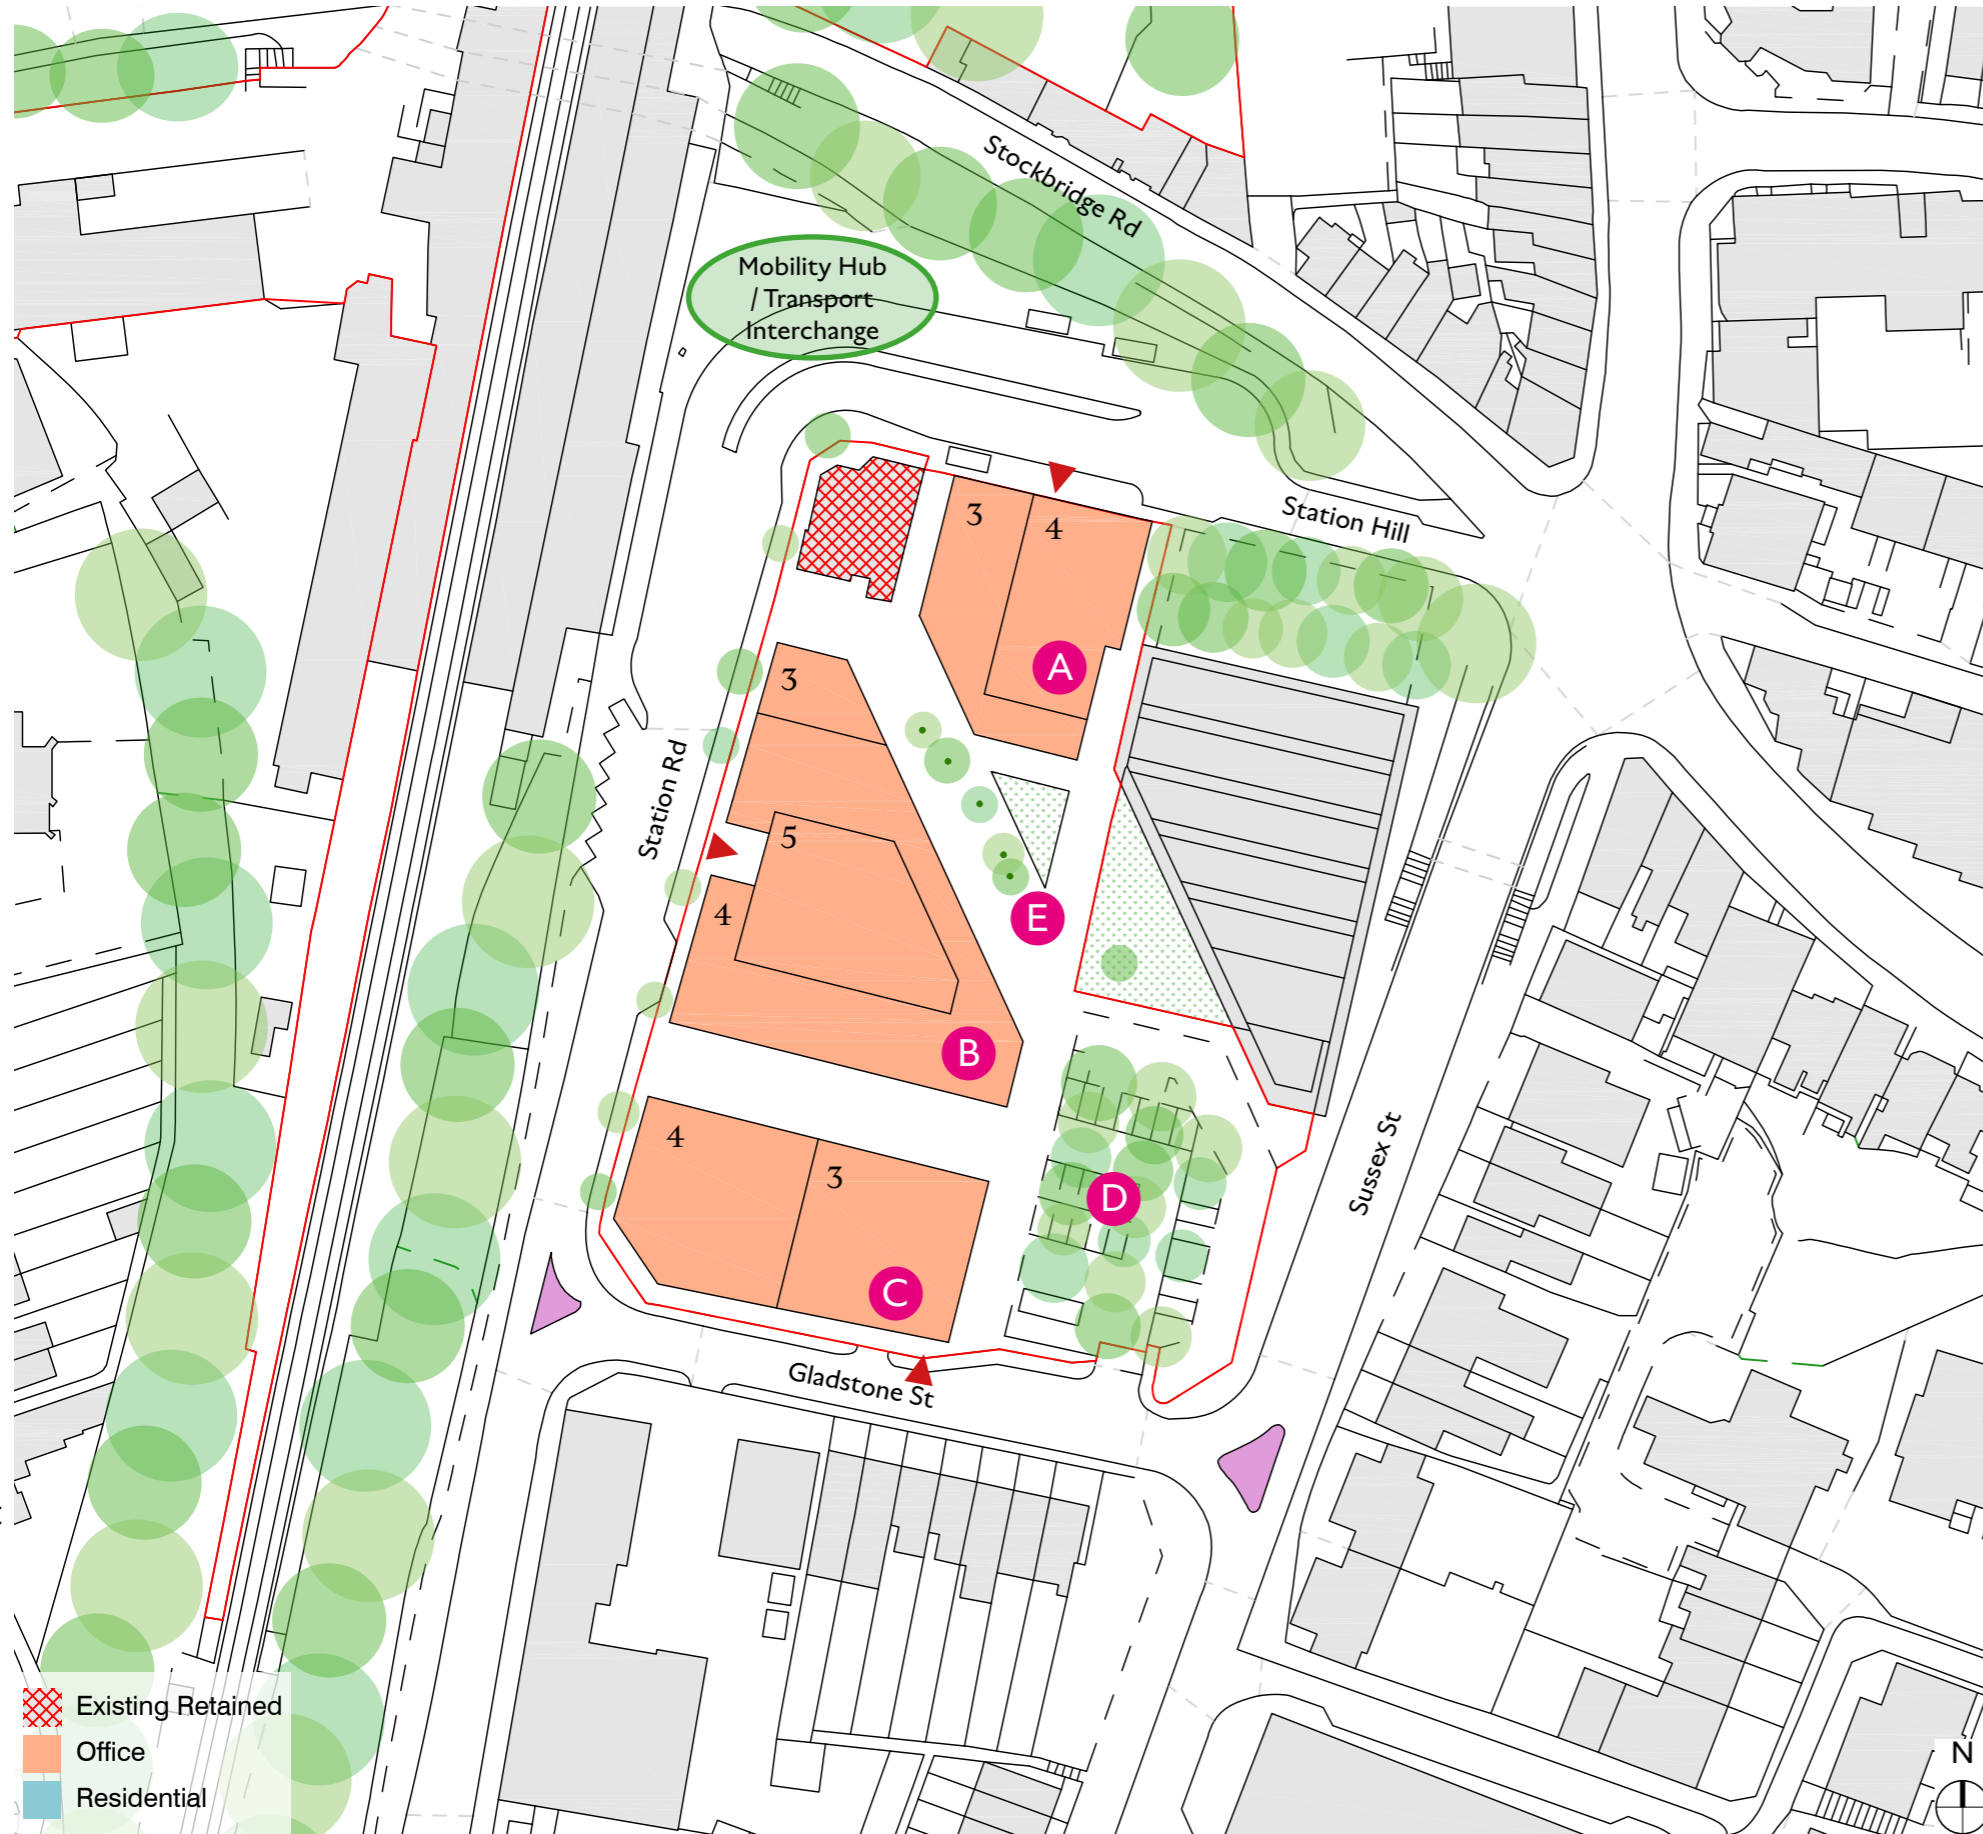 Stockbridge Rd
Mobility Hub
/ Transport
Interchange
Station Hill
3
4
A
3
Station Rd
5
4
E
B
4
3
D
Sussex St
C
Gladstone St
Existing Retained
Office
Residential
N